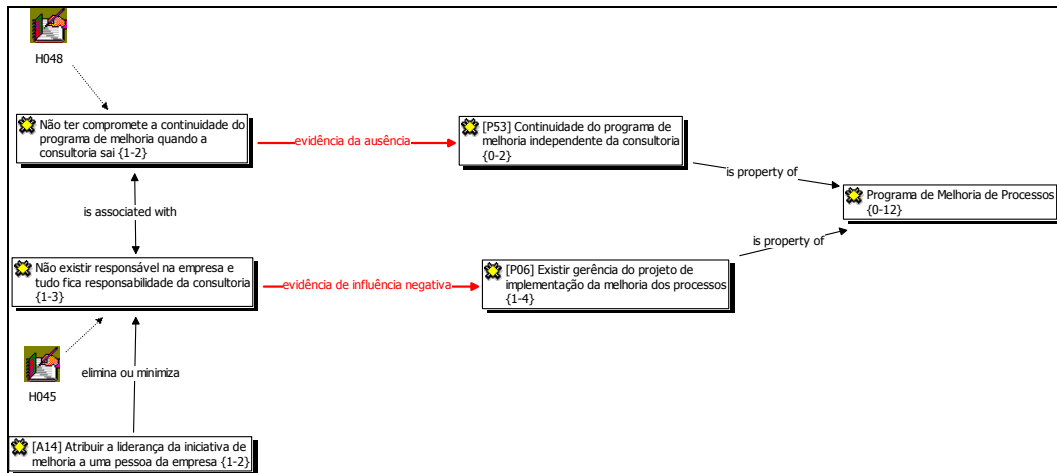 H048
Não ter compromete a continuidade do
programa de melhoria quando a
consultoria sai {1-2}
evidência da ausência
[P53] Continuidade do programa de
melhoria independente da consultoria
{0-2}
is property of
Programa de Melhoria de Processos
{0-12}
is associated with
is property of
Não existir responsável na empresa e
tudo fica responsabilidade da consultoria
{1-3}
evidência de influência negativa
[P06] Existir gerência do projeto de
implementação da melhoria dos processos
{1-4}
H045
elimina ou minimiza
[A14] Atribuir a liderança da iniciativa de
melhoria a uma pessoa da empresa {1-2}